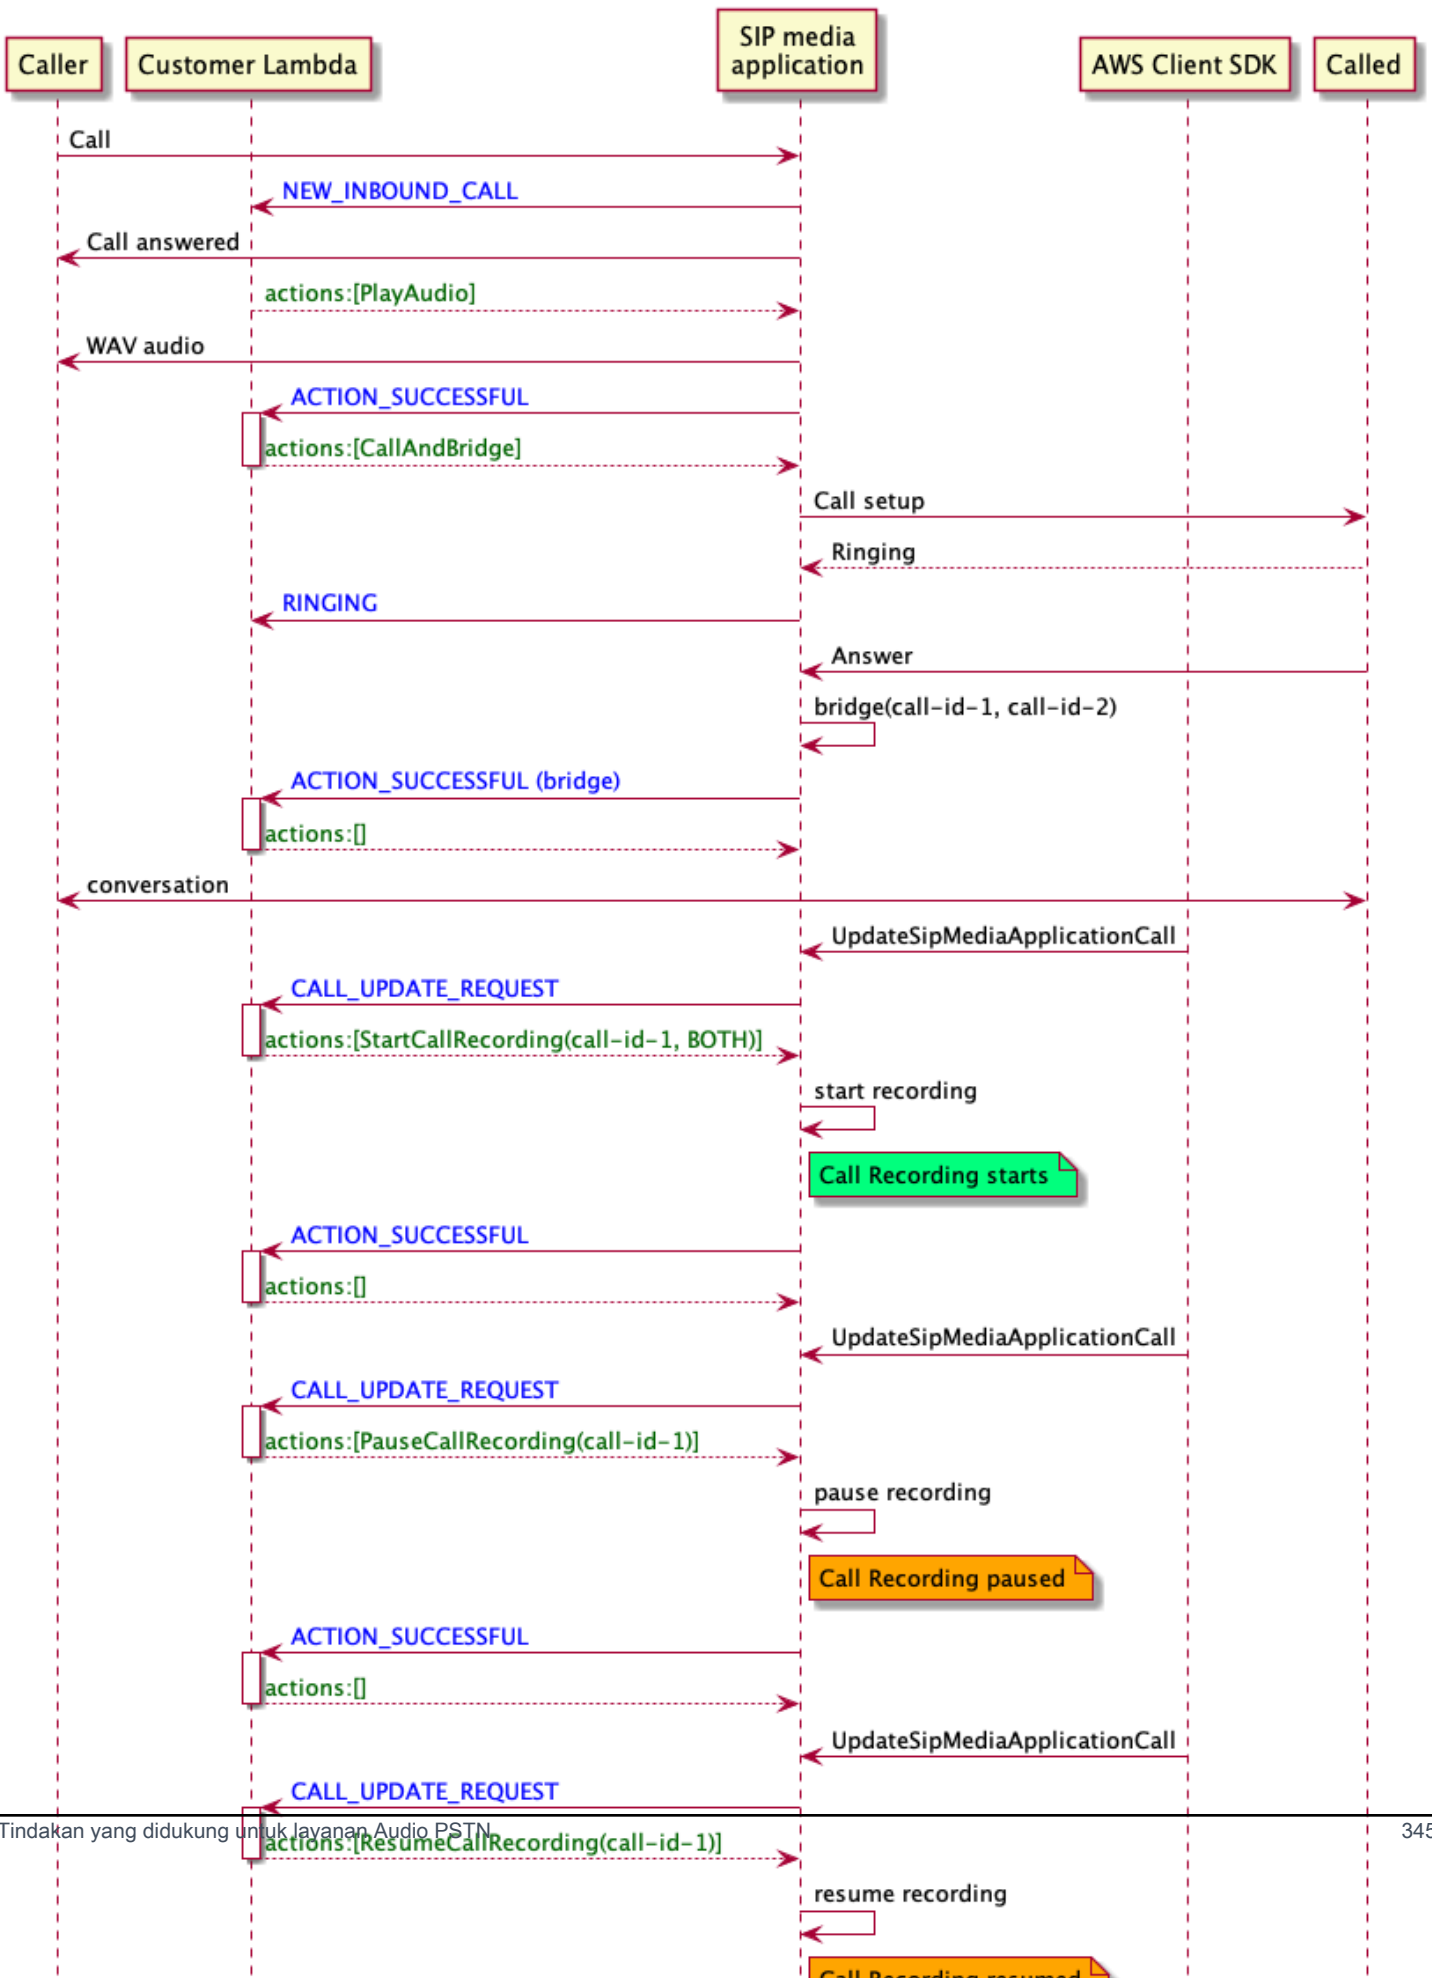 Caller
Customer Lambda
SIP media
application
AWS Client SDK
Called
Call
NEW_INBOUND_CALL
Call answered
actions:[PlayAudio]
WAV audio
ACTION_SUCCESSFUL
actions:[CallAndBridge]
Call setup
Ringing
RINGING
Answer
bridge(call-id-1, call-id-2)
ACTION_SUCCESSFUL (bridge)
actions:[]
conversation
UpdateSipMediaApplicationCall
CALL_UPDATE_REQUEST
actions:[StartCallRecording(call-id-1, BOTH)]
start recording
Call Recording starts
ACTION_SUCCESSFUL
actions:[]
UpdateSipMediaApplicationCall
CALL_UPDATE_REQUEST
actions:[PauseCallRecording(call-id-1)]
pause recording
Call Recording paused
ACTION_SUCCESSFUL
actions:[]
UpdateSipMediaApplicationCall
CALL_UPDATE_REQUEST
Tindakan yang didukung untuk layanan Audio PSTN
345
actions:[ResumeCallRecording(call-id-1)]
resume recording
Call Recording resumed